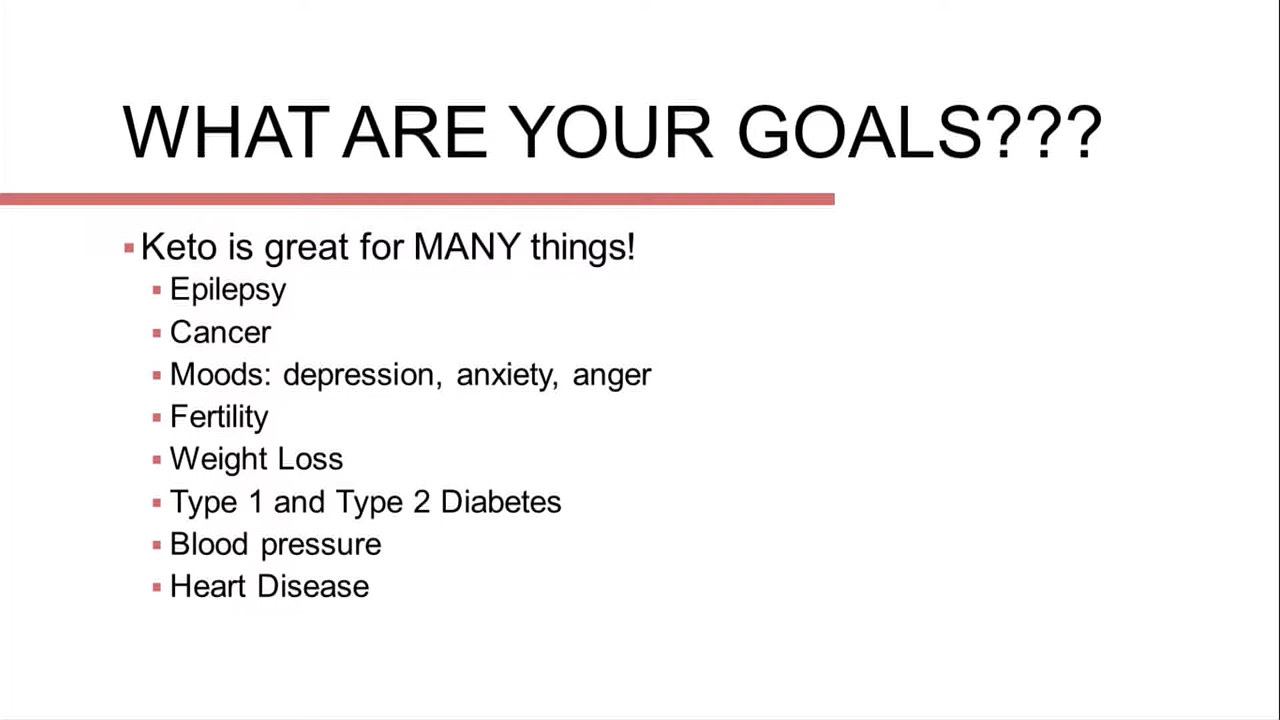 WHAT ARE YOUR GOALS???
Keto is great for MANY things!
Epilepsy
Cancer
Moods: depression, anxiety, anger
Fertility
Weight Loss
Type 1 and Type 2 Diabetes
Blood pressure
Heart Disease